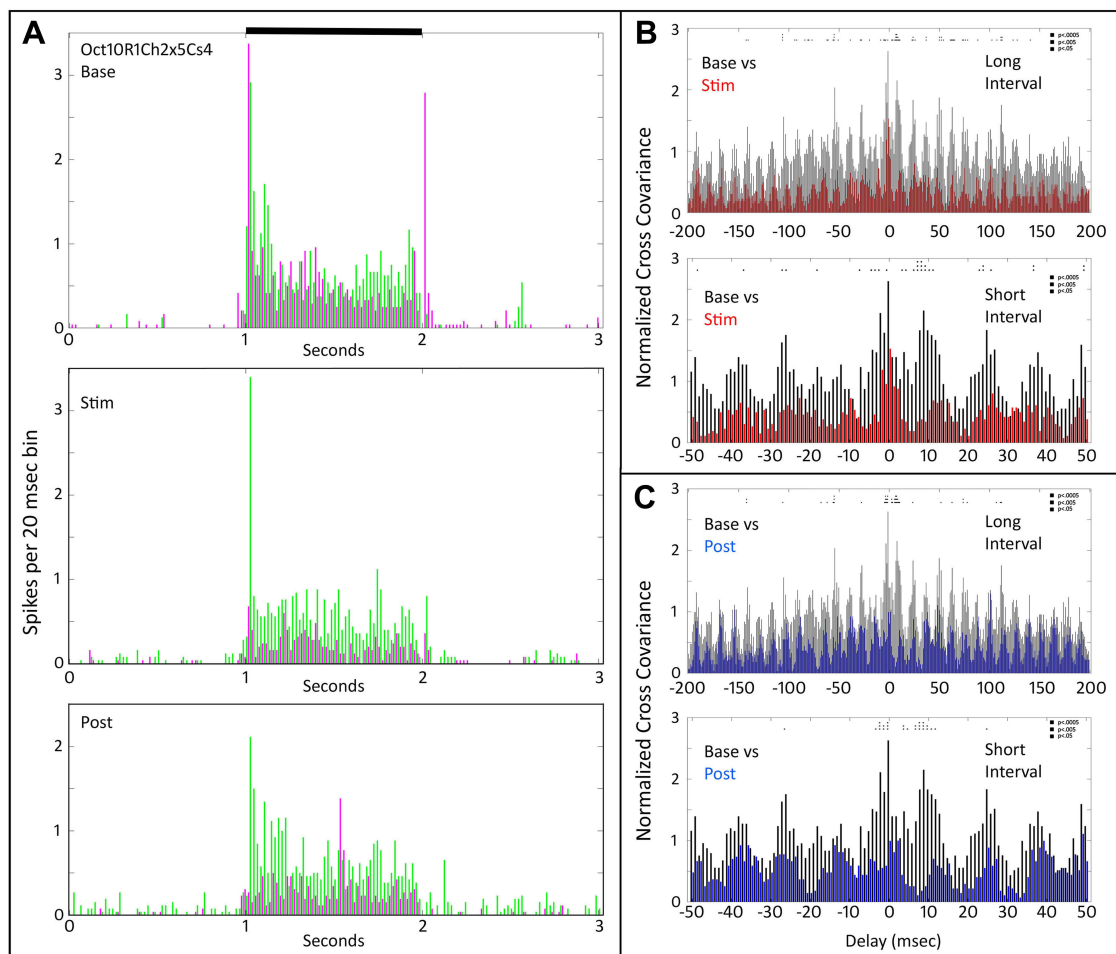 A
Oct10R1Ch2x5Cs4
Base
3
2
1
0
0 1 2 3
Seconds
Stim
3
2
1
0
0 1 2 3
Seconds
Post
2
1
0
0 1 2 3
Seconds
Spikes per 20 msec bin
B
3
2
1
0
Base vs
Stim
Long
Interval
p<.0005
p<.005
p<.05
-200 -150 -100 -50 0 50 100 150 200
3
2
1
0
Base vs
Stim
Short
Interval
p<.0005
p<.005
p<.05
-50 -40 -30 -20 -10 0 10 20 30 40 50
Normalized Cross Covariance
C
3
2
1
0
Base vs
Post
Long
Interval
p<.0005
p<.005
p<.05
-200 -150 -100 -50 0 50 100 150 200
3
2
1
0
Base vs
Post
Short
Interval
p<.0005
p<.005
p<.05
-50 -40 -30 -20 -10 0 10 20 30 40 50
Delay (msec)
Normalized Cross Covariance